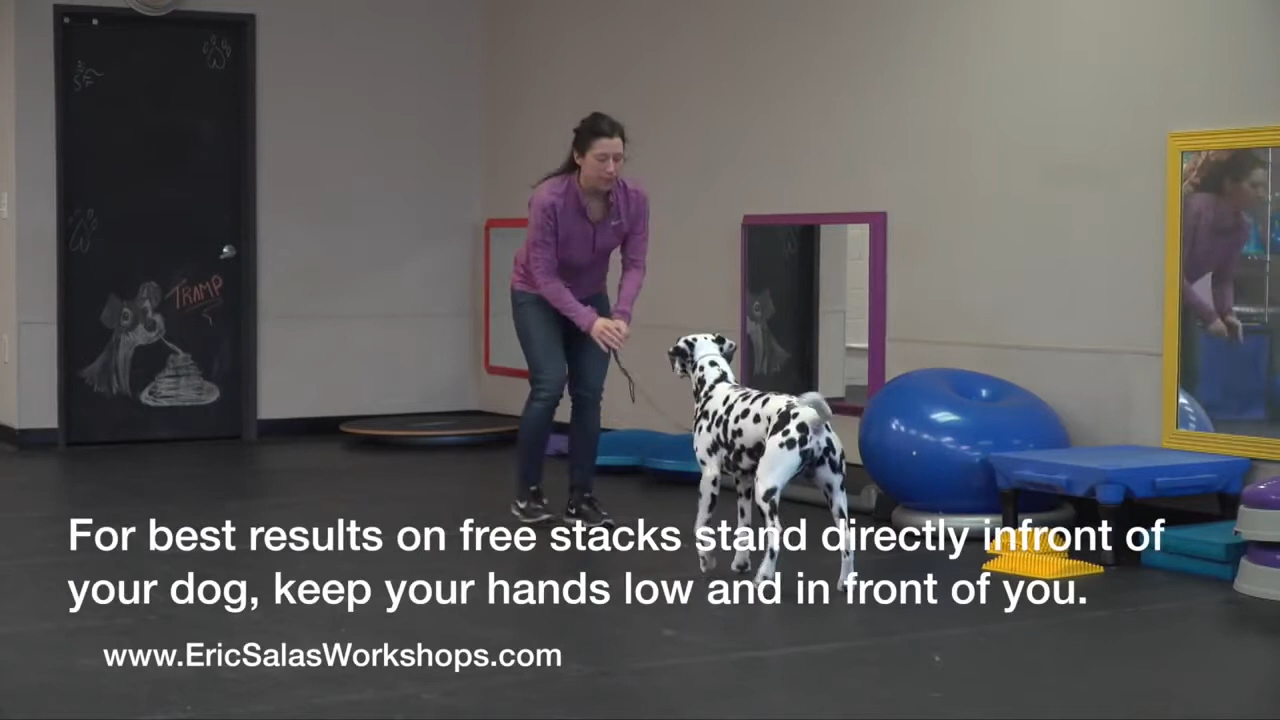 TRAMP
For best results on free stacks stand directly infront of
your dog, keep your hands low and in front of you.
www.EricSalasWorkshops.com